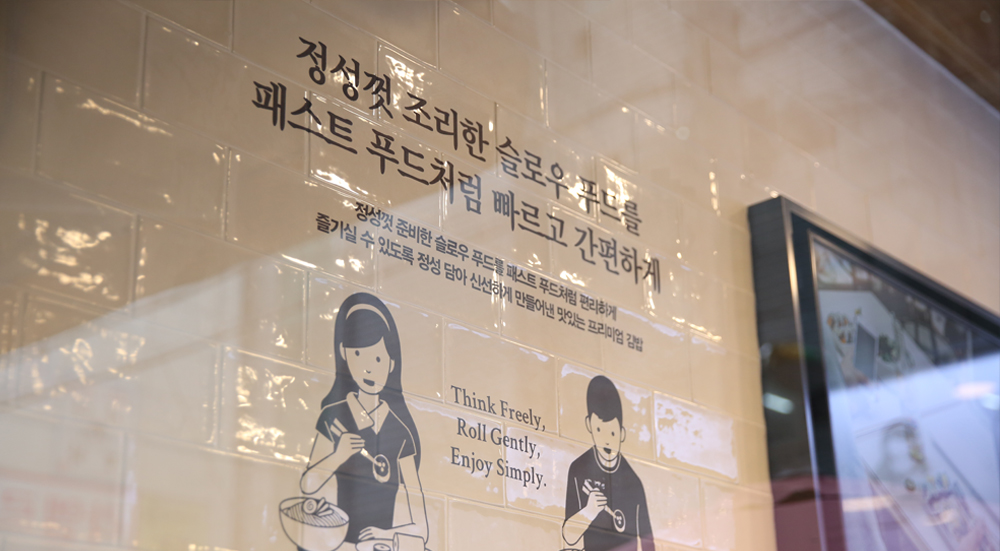 정성껏 조리한 슬로우 푸드를
패스트 푸드처럼 빠르고 간편하게
정성껏 준비한 슬로우 푸드를 패스트 푸드처럼 편리하게
즐기실 수 있도록 정성 담아 신선하게 만들어낸 맛있는 프리미엄 김밥
Think Freely,
Roll Gently,
Enjoy Simply.